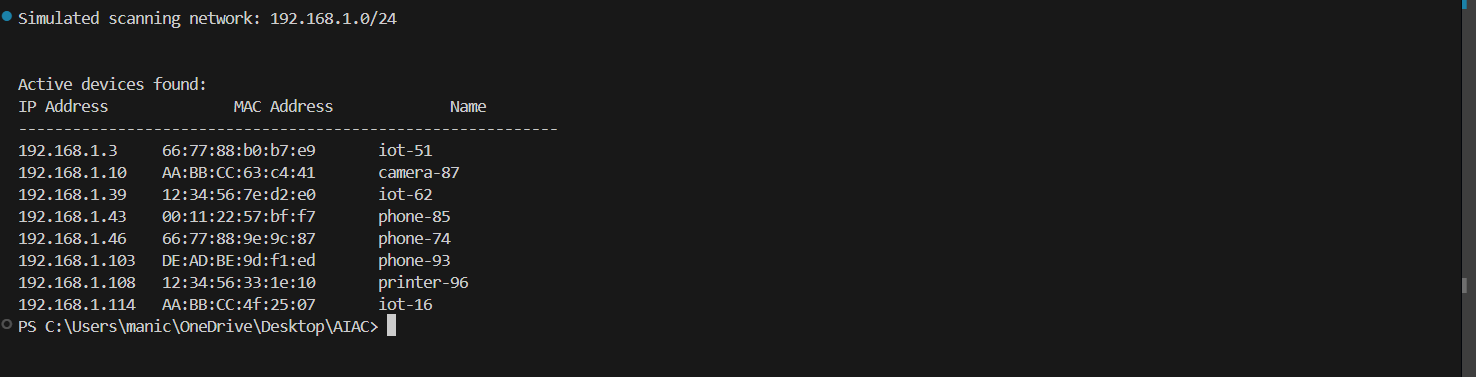 Simulated scanning network: 192.168.1.0/24
Active devices found:
IP Address              MAC Address             Name
------------------------------------------------------------
192.168.1.3     66:77:88:b0:b7:e9       iot-51
192.168.1.10    AA:BB:CC:63:c4:41       camera-87
192.168.1.39    12:34:56:7e:d2:e0       iot-62
192.168.1.43    00:11:22:57:bf:f7       phone-85
192.168.1.46    66:77:88:9e:9c:87       phone-74
192.168.1.103   DE:AD:BE:9d:f1:ed       phone-93
192.168.1.108   12:34:56:33:1e:10       printer-96
192.168.1.114   AA:BB:CC:4f:25:07       iot-16
PS C:\Users\manic\OneDrive\Desktop\AIAC>